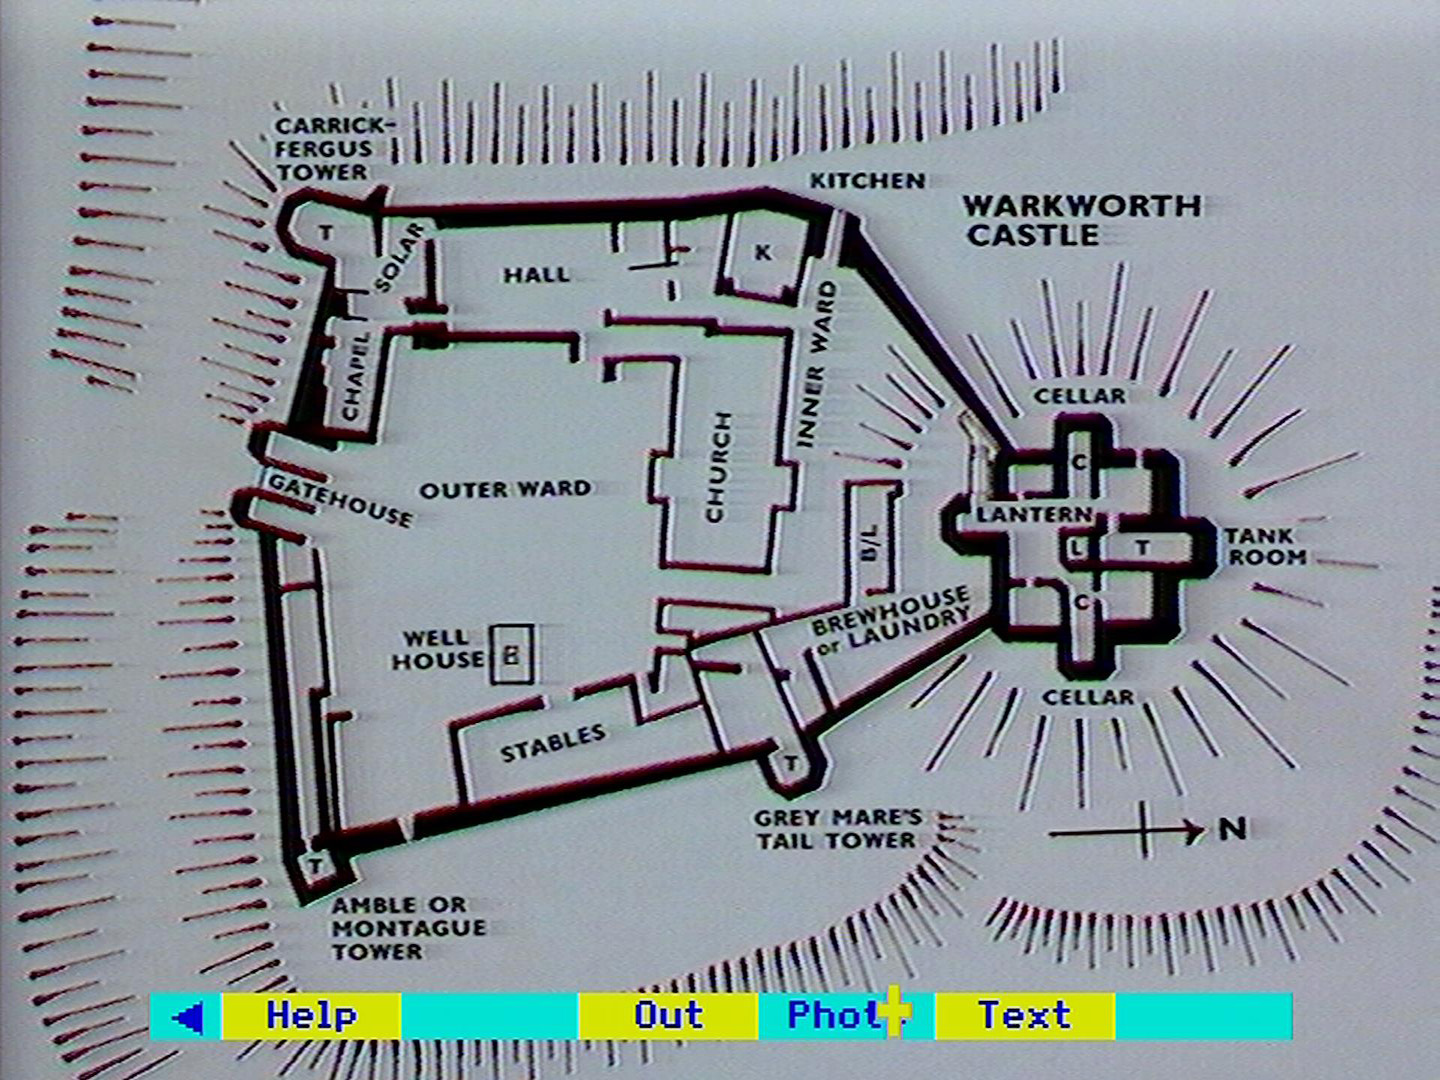 CARRICK-
FERGUS
TOWER
KITCHEN
WARKWORTH
CASTLE
T
SOLAR
HALL
K
INNER WARD
CHAPEL
CELLAR
CHURCH
C
GATEHOUSE
OUTER WARD
LANTERN
B/L
L
T
TANK
ROOM
C
BREWHOUSE
or LAUNDRY
WELL
HOUSE
CELLAR
STABLES
T
GREY MARE'S
TAIL TOWER
N
T
AMBLE OR
MONTAGUE
TOWER
Help
Out
Text